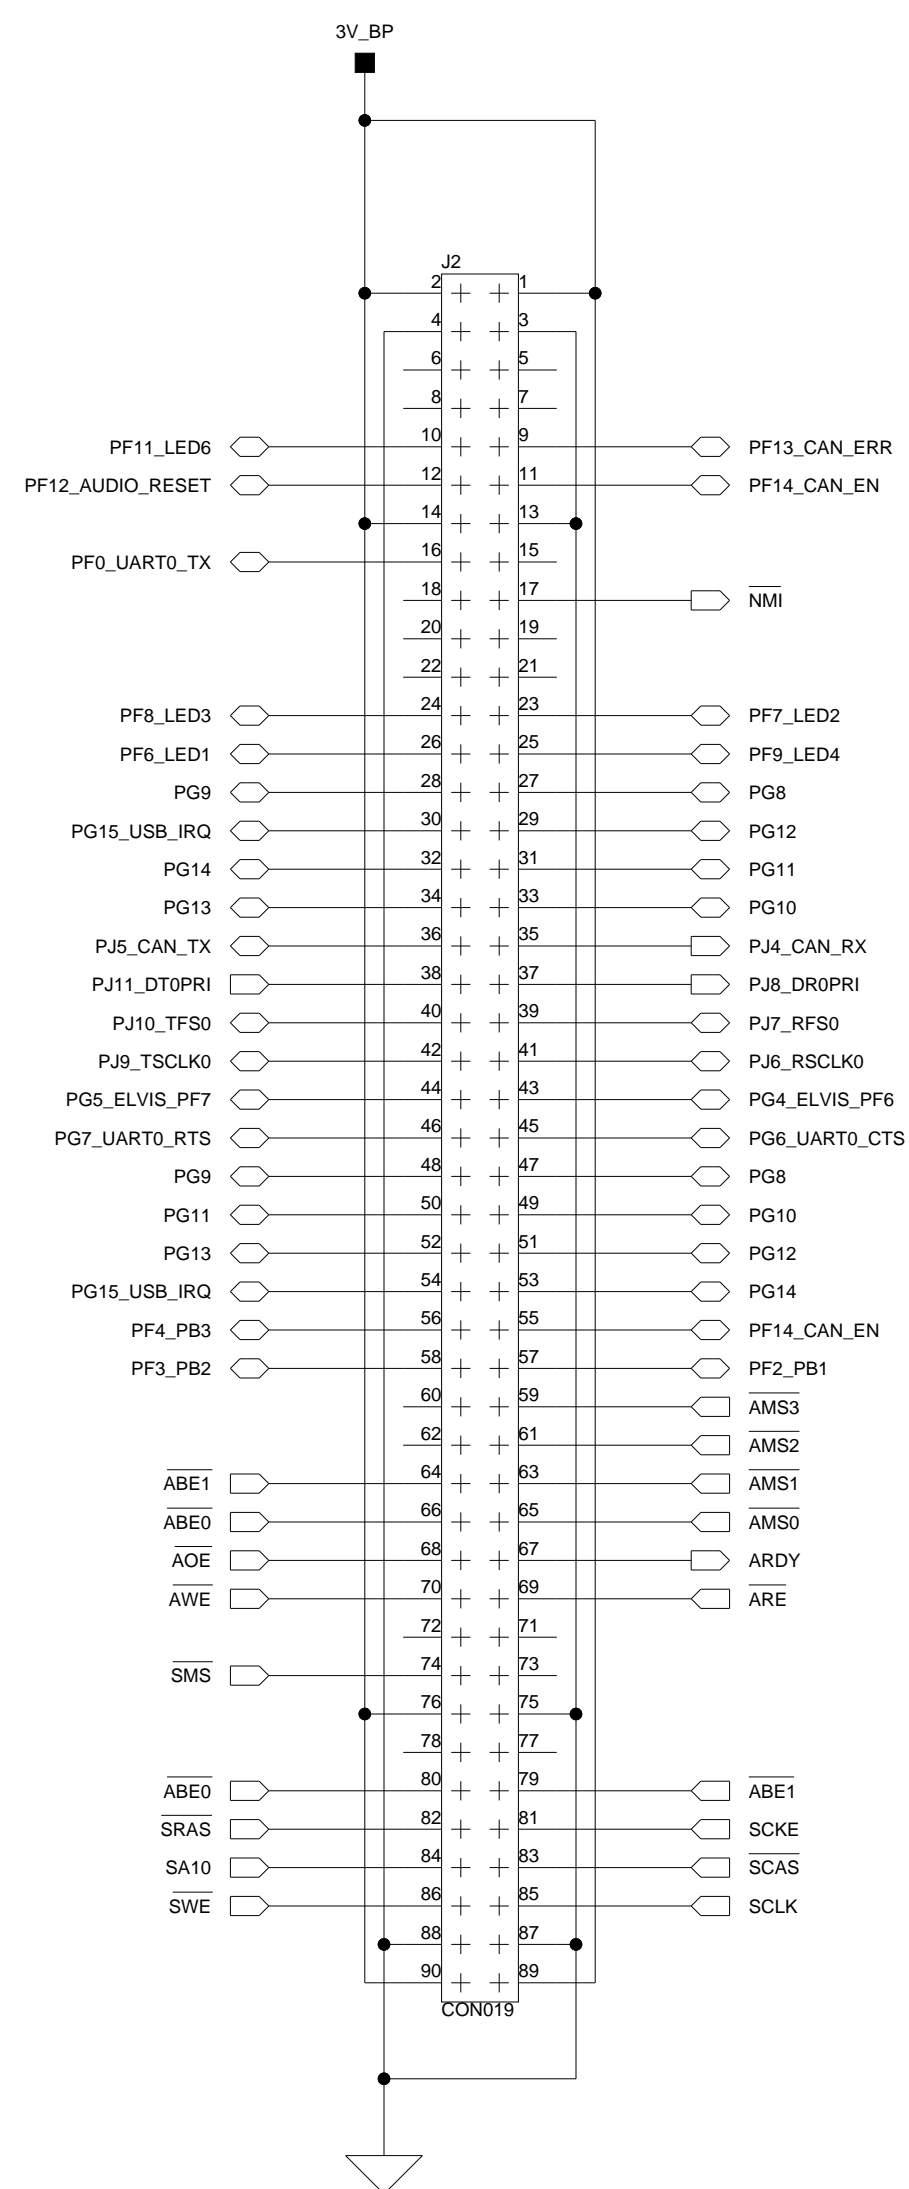 3V_BP
J2
2 1
4 3
6 5
8 7
PF11_LED6 10 9 PF13_CAN_ERR
PF12_AUDIO_RESET 12 11 PF14_CAN_EN
14 13
PF0_UART0_TX 16 15
18 17 NMI
20 19
22 21
PF8_LED3 24 23 PF7_LED2
PF6_LED1 26 25 PF9_LED4
PG9 28 27 PG8
PG15_USB_IRQ 30 29 PG12
PG14 32 31 PG11
PG13 34 33 PG10
PJ5_CAN_TX 36 35 PJ4_CAN_RX
PJ11_DT0PRI 38 37 PJ8_DR0PRI
PJ10_TFS0 40 39 PJ7_RFS0
PJ9_TSCLK0 42 41 PJ6_RSCLK0
PG5_ELVIS_PF7 44 43 PG4_ELVIS_PF6
PG7_UART0_RTS 46 45 PG6_UART0_CTS
PG9 48 47 PG8
PG11 50 49 PG10
PG13 52 51 PG12
PG15_USB_IRQ 54 53 PG14
PF4_PB3 56 55 PF14_CAN_EN
PF3_PB2 58 57 PF2_PB1
60 59 AMS3
62 61 AMS2
ABE1 64 63 AMS1
ABE0 66 65 AMS0
AOE 68 67 ARDY
AWE 70 69 ARE
72 71
SMS 74 73
76 75
78 77
ABE0 80 79 ABE1
SRAS 82 81 SCKE
SA10 84 83 SCAS
SWE 86 85 SCLK
88 87
90 89
CON019